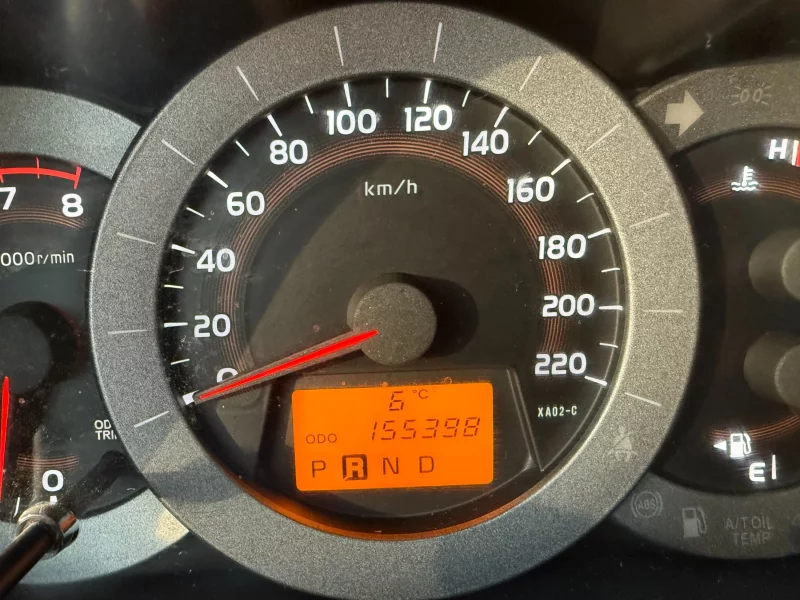 100 120
80 140
60 km/h 160
40 180
20 200
0 220
XA02-C
6°C
ODO 155398
P R N D
7 8
000r/min
0
H
E
ABS
A/T OIL
TEMP